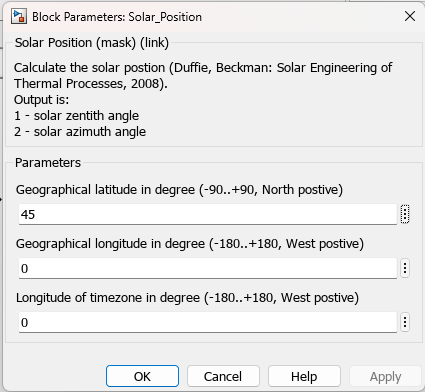 Block Parameters: Solar_Position
Solar Position (mask) (link)
Calculate the solar postion (Duffie, Beckman: Solar Engineering of
Thermal Processes, 2008).
Output is:
1 - solar zentith angle
2 - solar azimuth angle
Parameters
Geographical latitude in degree (-90..+90, North postive)
45
Geographical longitude in degree (-180..+180, West postive)
0
Longitude of timezone in degree (-180..+180, West postive)
0
OK Cancel Help Apply